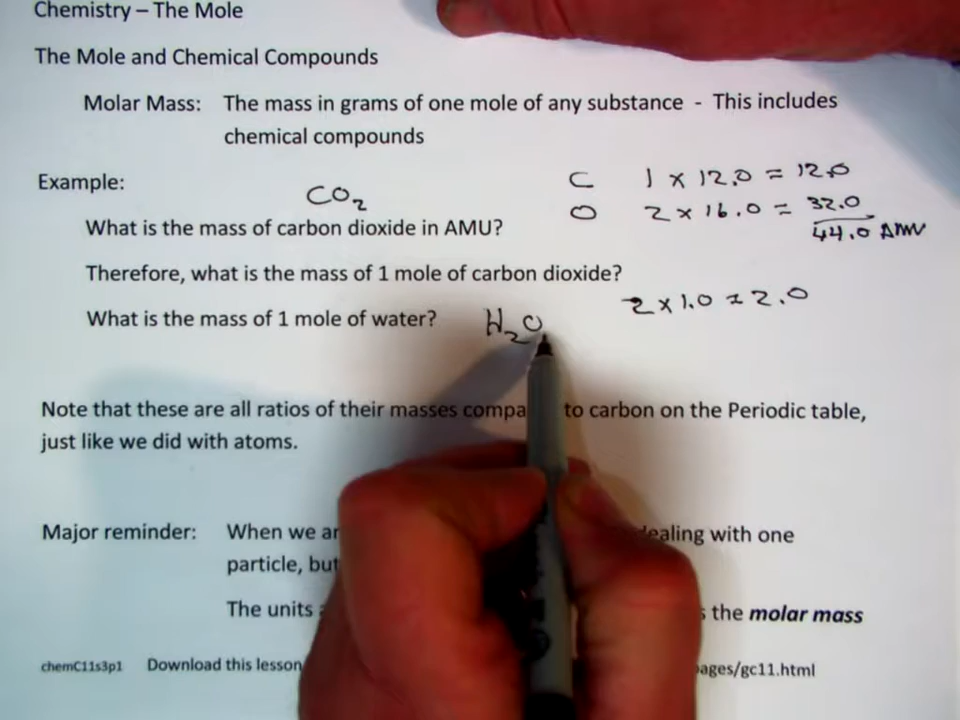 Chemistry – The Mole
The Mole and Chemical Compounds
Molar Mass: The mass in grams of one mole of any substance - This includes
chemical compounds
Example:
CO₂
C 1 x 12.0 = 12.0
O 2 x 16.0 = 32.0
44.0 AMU
What is the mass of carbon dioxide in AMU?
Therefore, what is the mass of 1 mole of carbon dioxide?
What is the mass of 1 mole of water? H₂O 2 x 1.0 = 2.0
Note that these are all ratios of their masses compa to carbon on the Periodic table,
just like we did with atoms.
Major reminder: When we ar dealing with one
particle, but
The units the molar mass
chemC11s3p1 Download this lesson ages/gc11.html